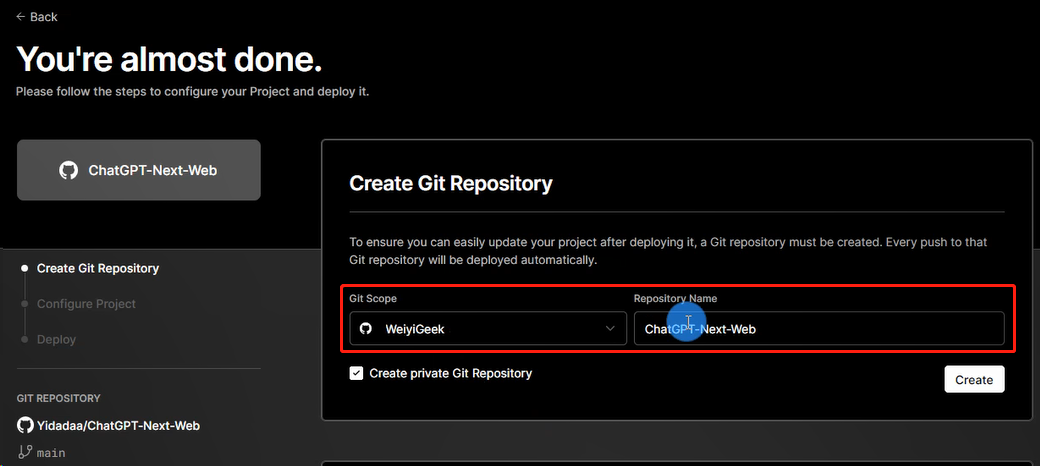 Back
You're almost done.
Please follow the steps to configure your Project and deploy it.
ChatGPT-Next-Web
Create Git Repository
To ensure you can easily update your project after deploying it, a Git repository must be created. Every push to that
Git repository will be deployed automatically.
Git Scope
Repository Name
WeiyiGeek
ChatGPT-Next-Web
Create private Git Repository
Create
Create Git Repository
Configure Project
Deploy
GIT REPOSITORY
Yidadaa/ChatGPT-Next-Web
main